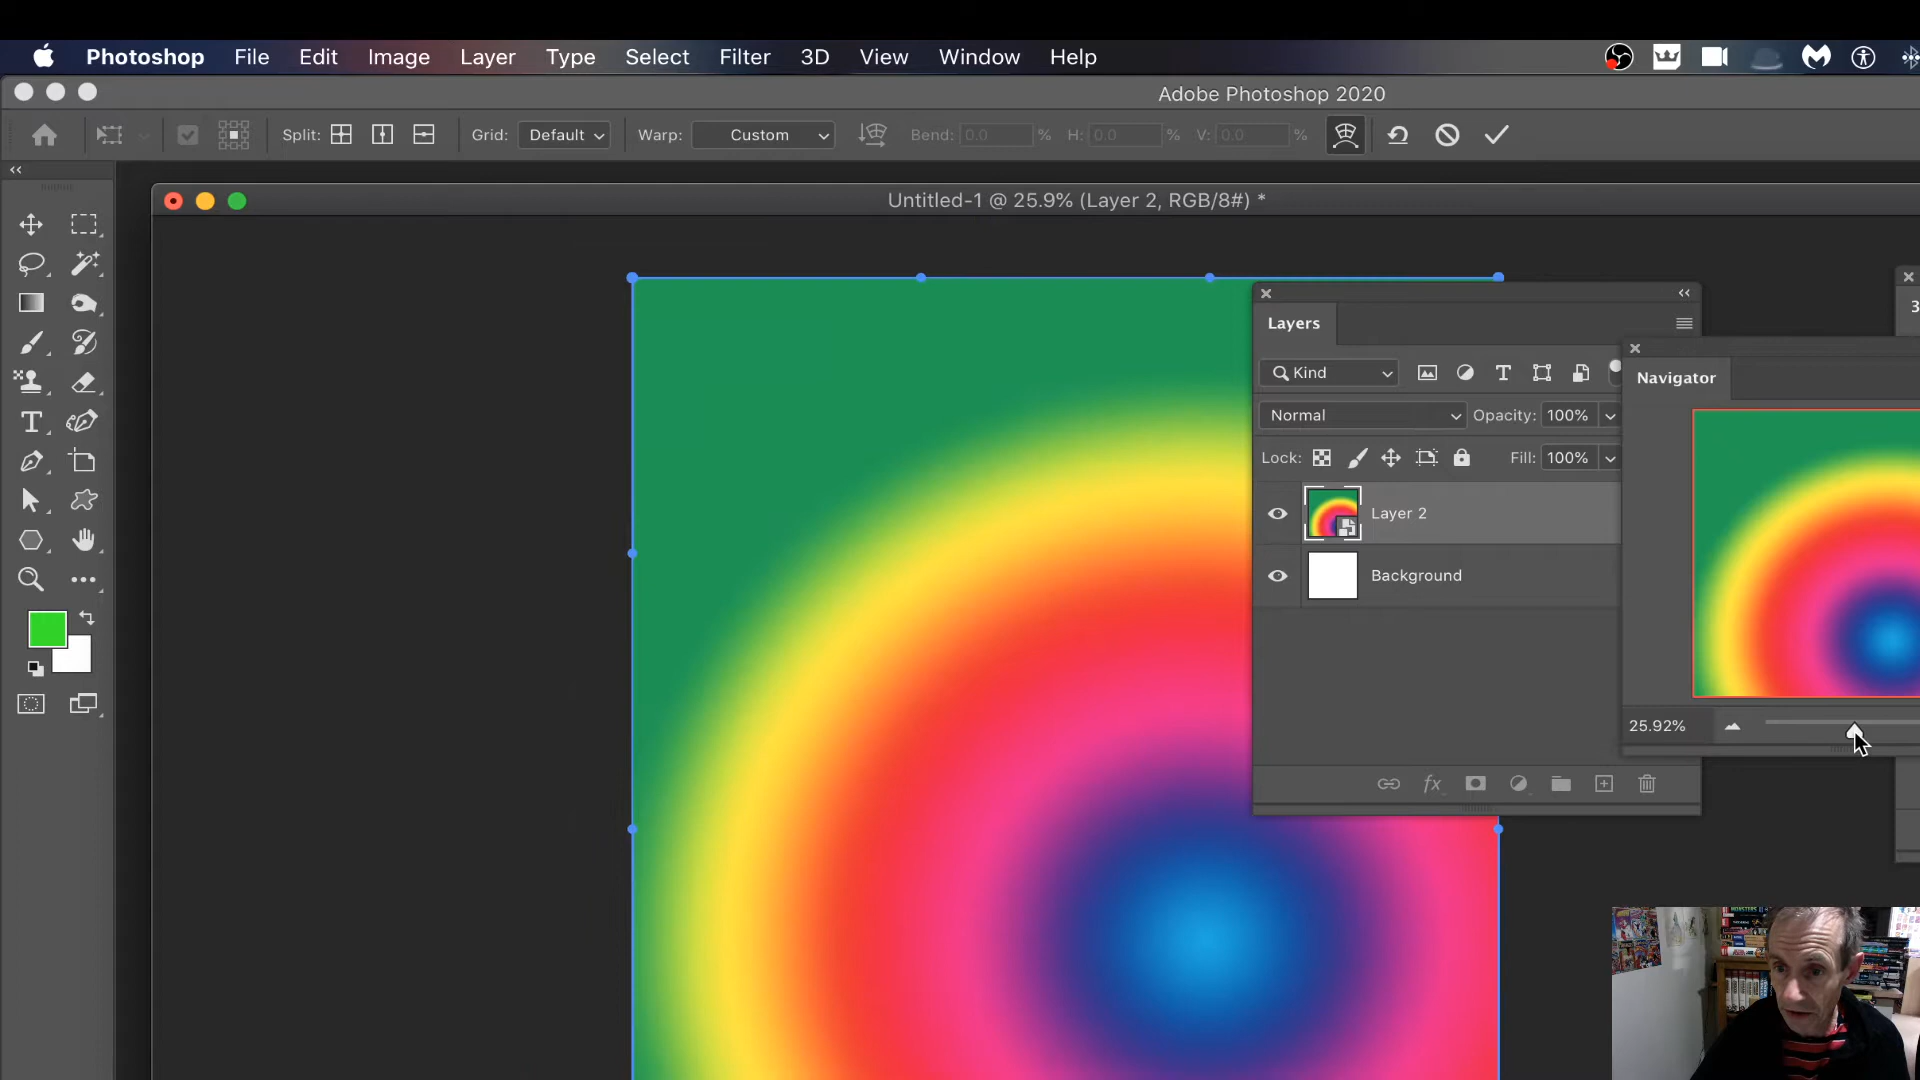 Photoshop File Edit Image Layer Type Select Filter 3D View Window Help
Adobe Photoshop 2020
Split: Grid: Default Warp: Custom Bend: 0.0 % H: 0.0 % V: 0.0 %
Untitled-1 @ 25.9% (Layer 2, RGB/8#) *
Layers
Kind
Normal Opacity: 100%
Lock: Fill: 100%
Layer 2
Background
fx
3
Navigator
25.92%